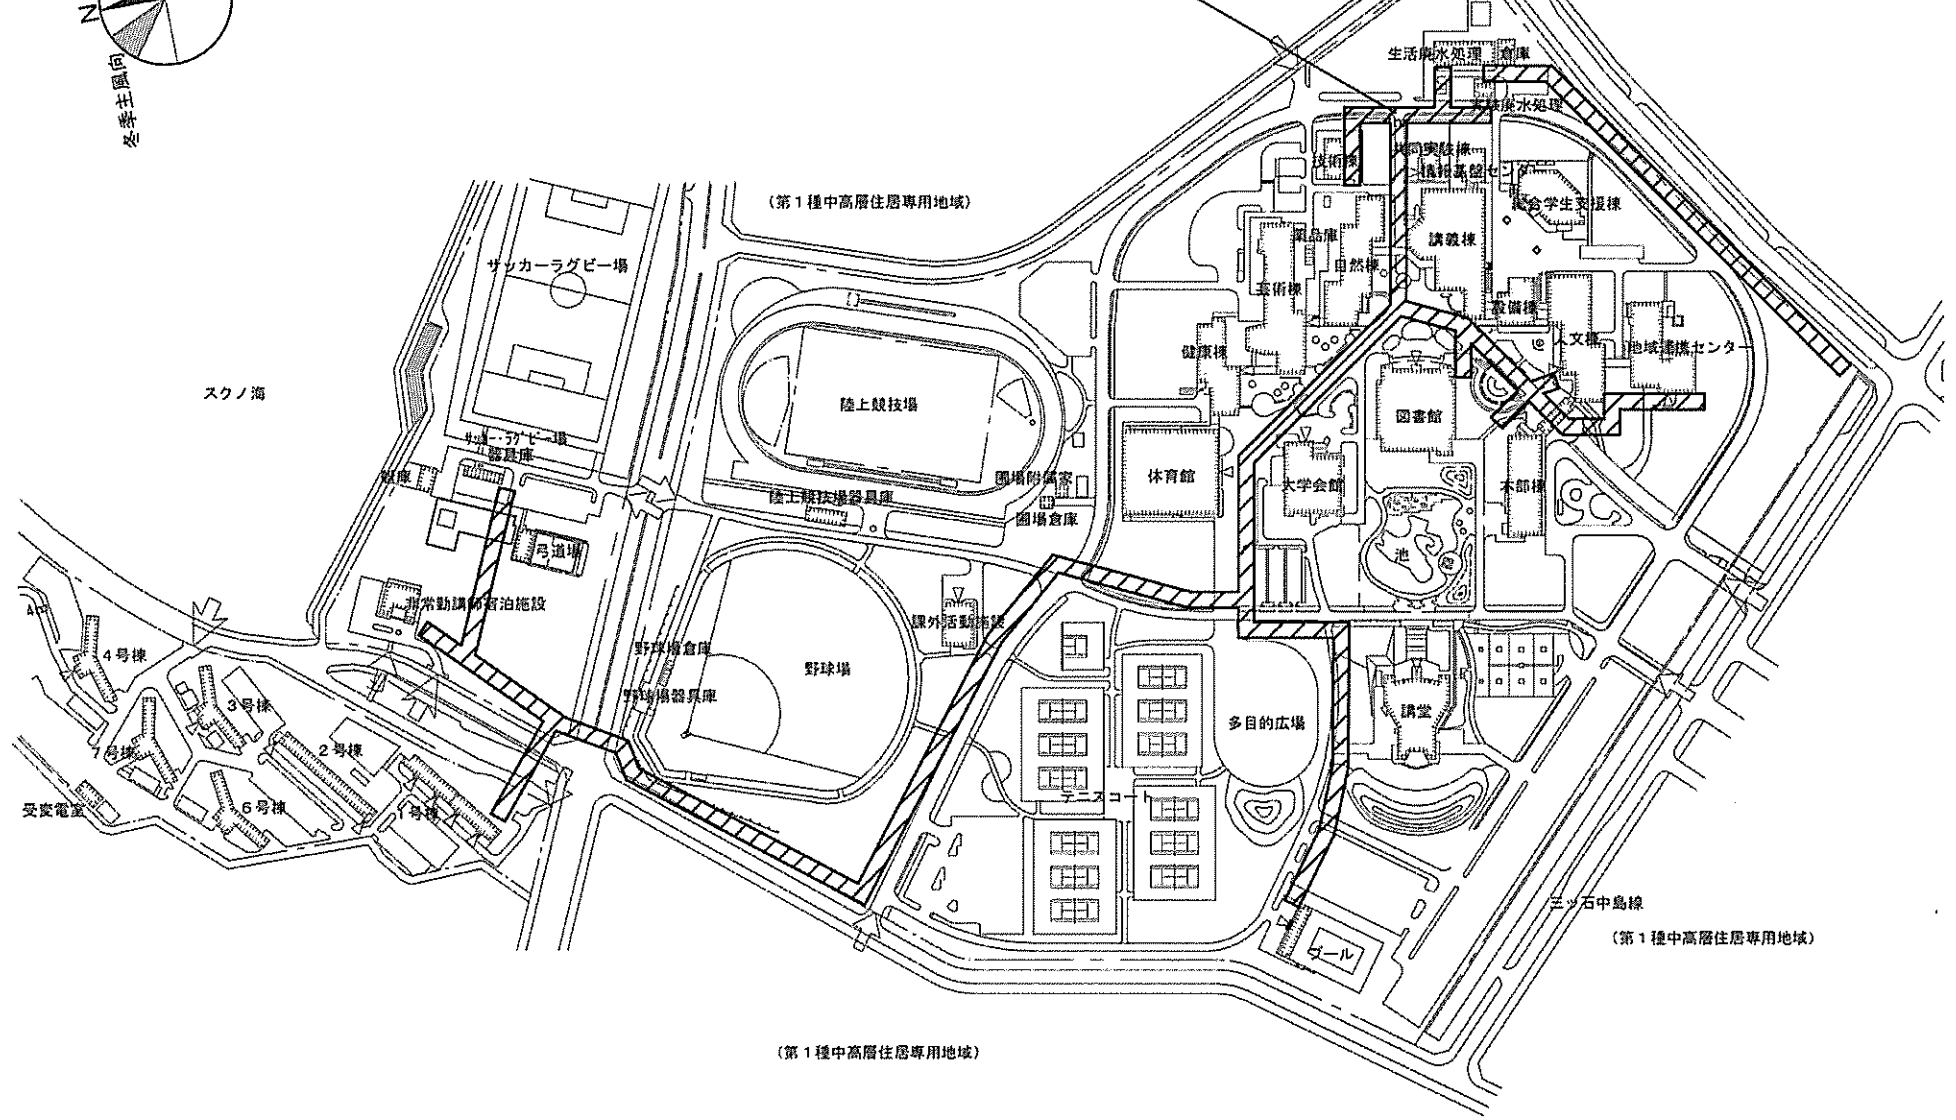 N
冬季主風向
生活廃水処理
倉庫
実験廃水処理
技術棟
共同実験棟
情報基盤センター
総合学生支援棟
(第1種中高層住居専用地域)
薬品庫
講義棟
サッカーラグビー場
自然棟
芸術棟
設備棟
人文棟
地域連携センター
健康棟
スクノ海
陸上競技場
図書館
サッカー・ラグビー場
器具庫
艇庫
体育館
圃場附属家
大学会館
本部棟
陸上競技場器具庫
圃場倉庫
弓道場
池
非常勤講師宿泊施設
課外活動施設
野球場倉庫
4号棟
野球場
野球場器具庫
3号棟
講堂
多目的広場
2号棟
7号棟
テニスコート
受変電室
6号棟
1号棟
三ッ石中島線
(第1種中高層住居専用地域)
プール
(第1種中高層住居専用地域)